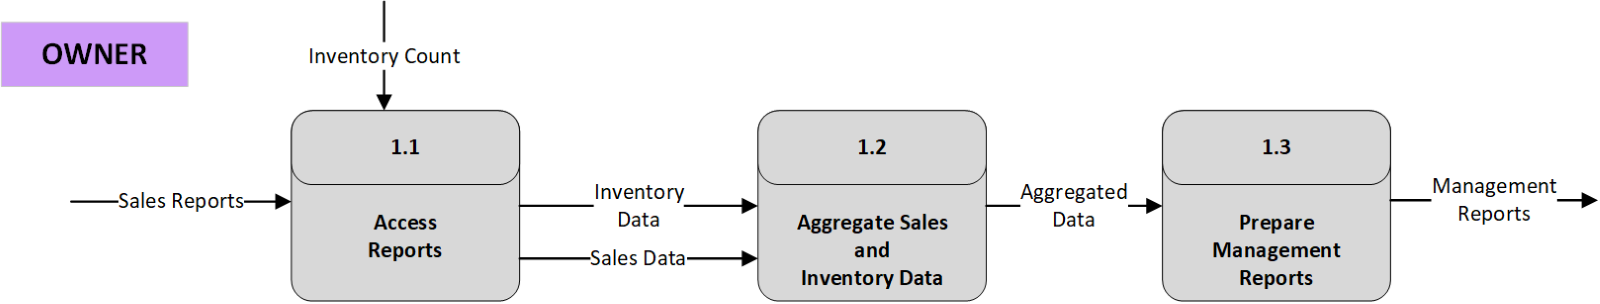 OWNER
Inventory Count
Sales Reports
1.1
Access
Reports
Inventory
Data
Sales Data
1.2
Aggregate Sales
and
Inventory Data
Aggregated
Data
1.3
Prepare
Management
Reports
Management
Reports